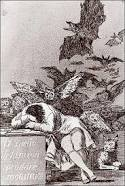 El sueño
de la razon
produce
monstruos